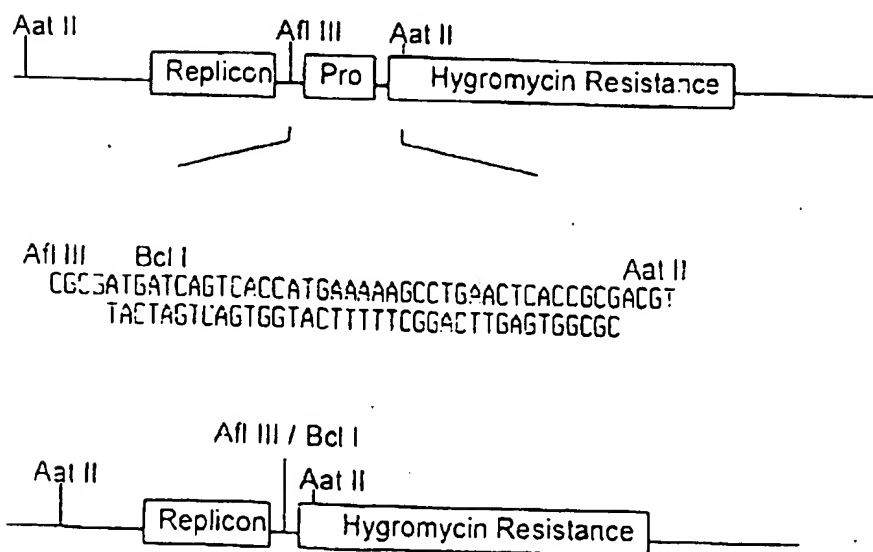 Aat II Afl III Aat II
Replicon Pro Hygromycin Resistance
Afl III Bcl I Aat II
CGCGATGATCAGTCACCATGAAAAAGCCTGAACTCACCGCGACGT
TACTAGTCAGTGGTACTTTTTCGGACTTGAGTGGCGC
Afl III / Bcl I
Aat II Aat II
Replicon Hygromycin Resistance